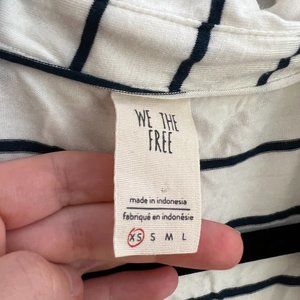 WE THE
FREE
made in indonesia
fabriqué en indonésie
XS S M L